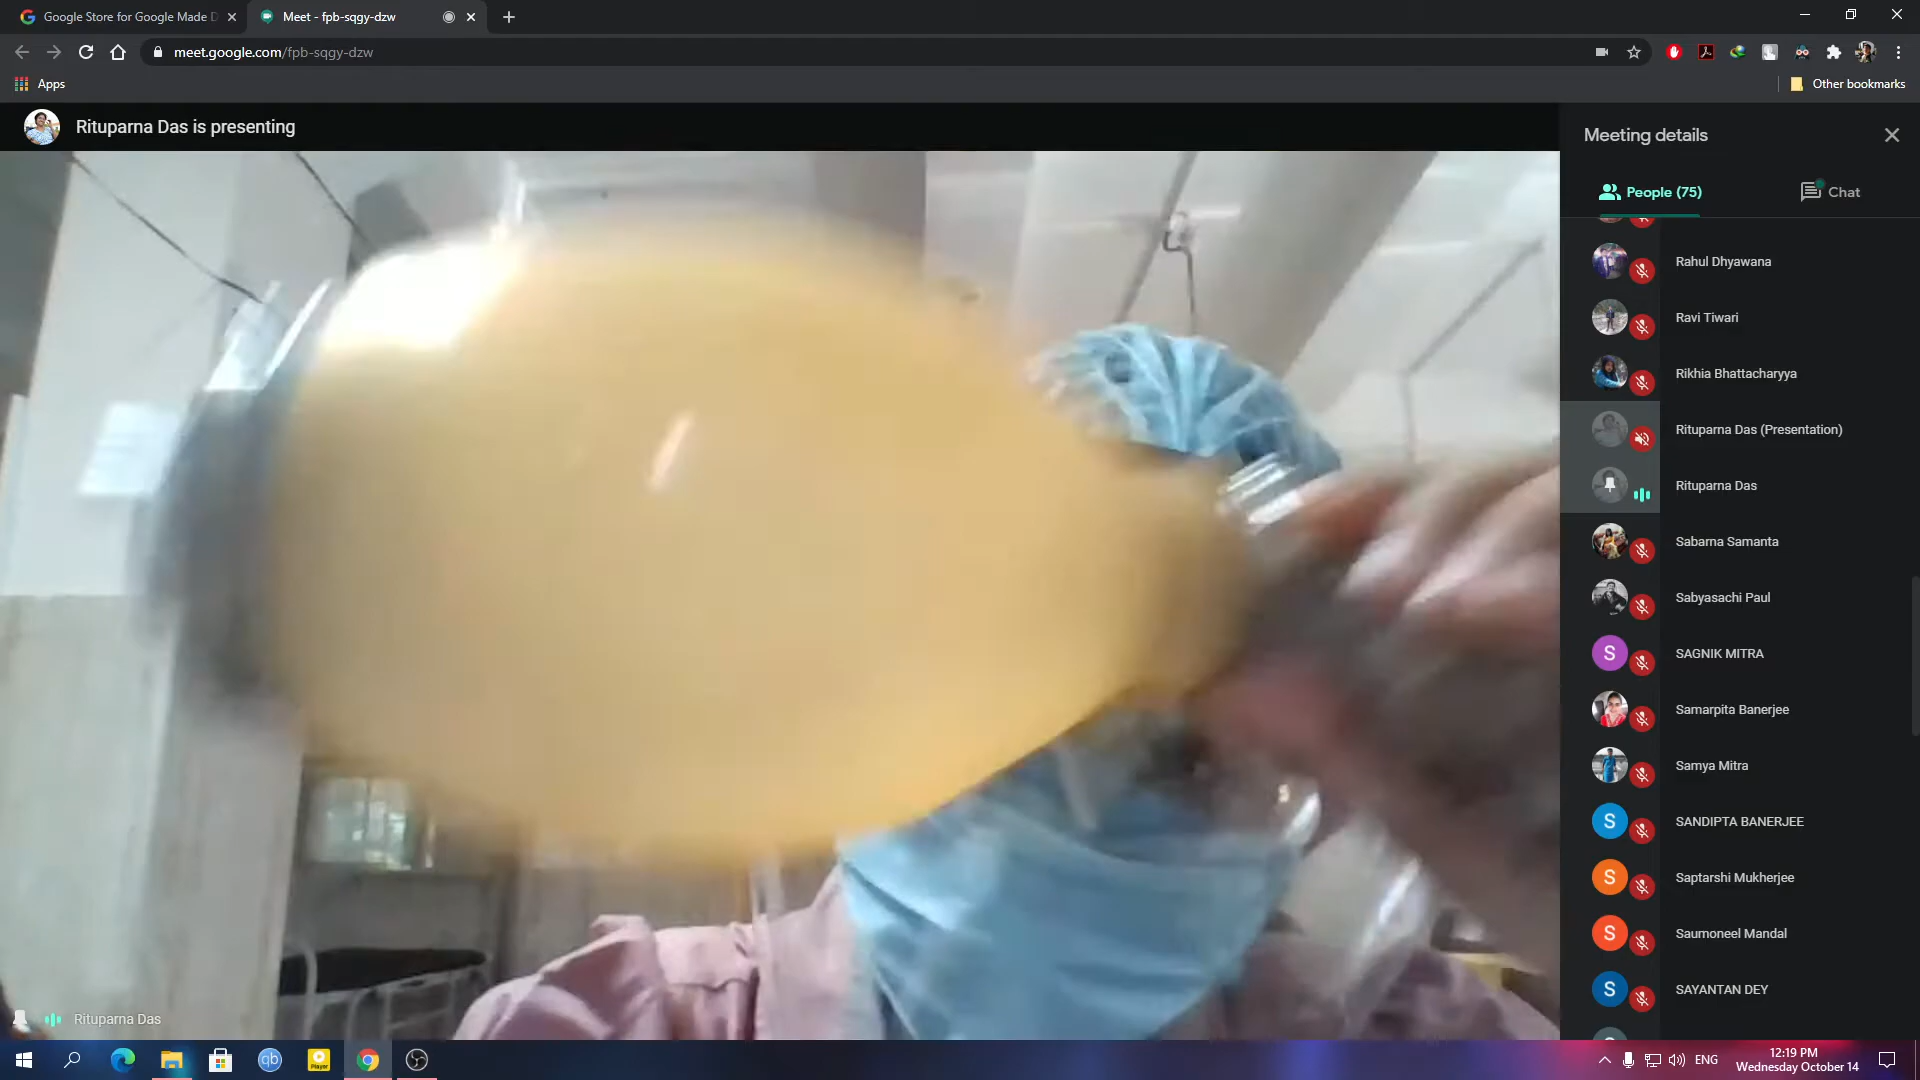 Google Store for Google Made D
Meet - fpb-sqgy-dzw
meet.google.com/fpb-sqgy-dzw
Apps
Other bookmarks
Rituparna Das is presenting
Meeting details
People (75)
Chat
Rahul Dhyawana
Ravi Tiwari
Rikhia Bhattacharyya
Rituparna Das (Presentation)
Rituparna Das
Sabarna Samanta
Sabyasachi Paul
S
SAGNIK MITRA
Samarpita Banerjee
Samya Mitra
S
SANDIPTA BANERJEE
S
Saptarshi Mukherjee
S
Saumoneel Mandal
S
SAYANTAN DEY
Rituparna Das
qb
Player
ENG
12:19 PM
Wednesday October 14